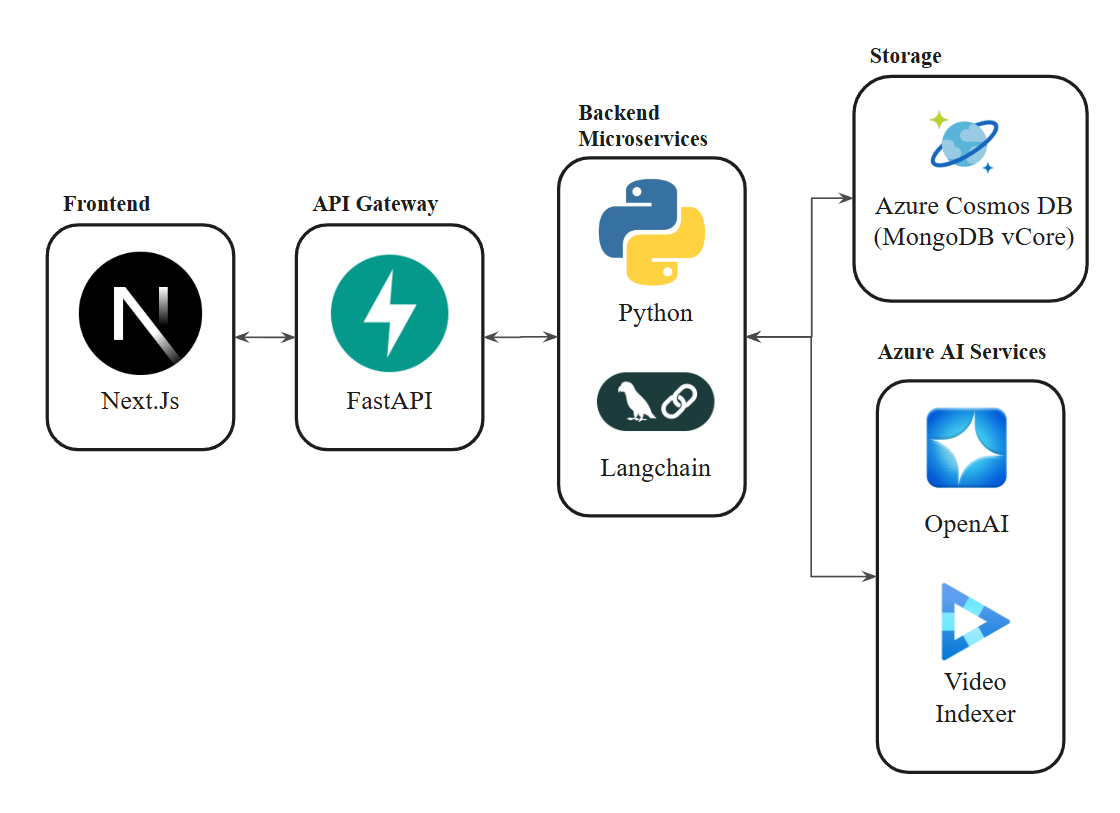 Frontend
Next.Js
API Gateway
FastAPI
Backend
Microservices
Python
Langchain
Storage
Azure Cosmos DB
(MongoDB vCore)
Azure AI Services
OpenAI
Video
Indexer